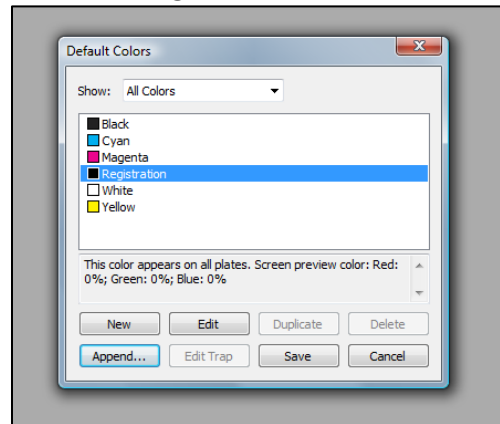 Default Colors
Show: All Colors
Black
Cyan
Magenta
Registration
White
Yellow
This color appears on all plates. Screen preview color: Red:
0%; Green: 0%; Blue: 0%
New Edit Duplicate Delete
Append... Edit Trap Save Cancel